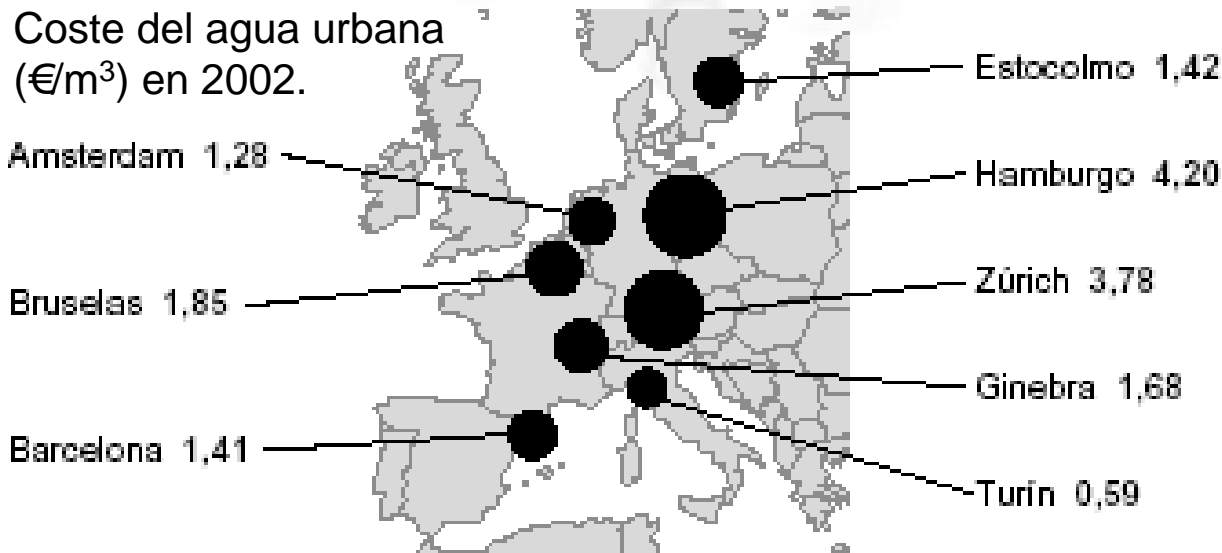 Coste del agua urbana
(€/m³) en 2002.
Estocolmo 1,42
Amsterdam 1,28
Hamburgo 4,20
Zúrich 3,78
Bruselas 1,85
Ginebra 1,68
Barcelona 1,41
Turín 0,59